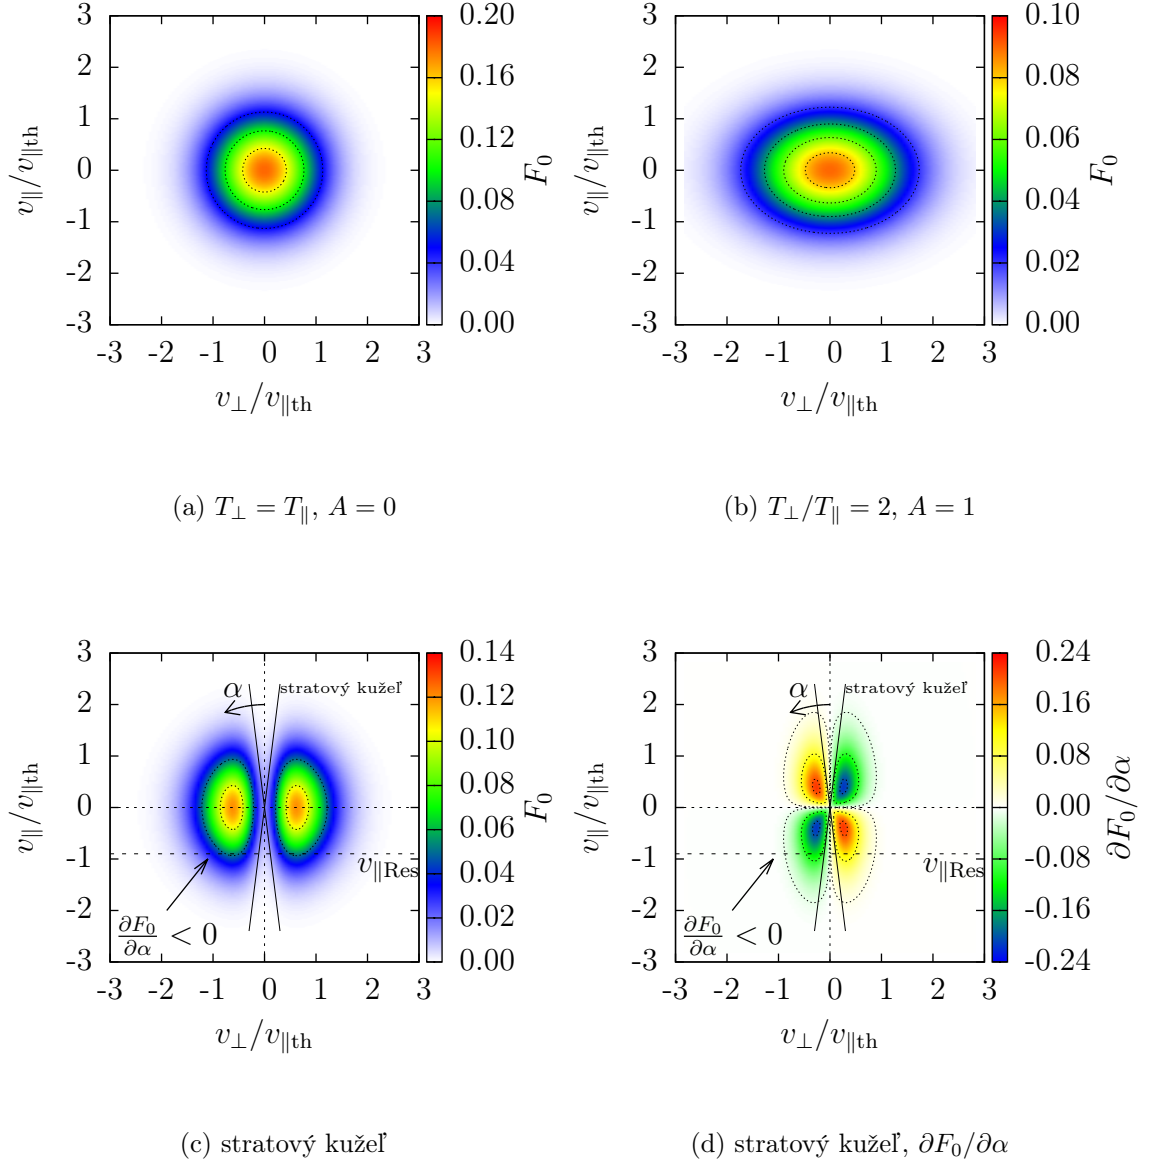 3
2
1
0
-1
-2
-3
-3 -2 -1 0 1 2 3
v∥/v∥th
v⊥/v∥th
0.20
0.16
0.12
0.08
0.04
0.00
F₀
(a) T⊥ = T∥, A = 0
3
2
1
0
-1
-2
-3
-3 -2 -1 0 1 2 3
v∥/v∥th
v⊥/v∥th
0.10
0.08
0.06
0.04
0.02
0.00
F₀
(b) T⊥/T∥ = 2, A = 1
3
2
1
0
-1
-2
-3
-3 -2 -1 0 1 2 3
v∥/v∥th
v⊥/v∥th
α
stratový kužeľ
v∥Res
∂F₀/∂α < 0
0.14
0.12
0.10
0.08
0.06
0.04
0.02
0.00
F₀
(c) stratový kužeľ
3
2
1
0
-1
-2
-3
-3 -2 -1 0 1 2 3
v∥/v∥th
v⊥/v∥th
α
stratový kužeľ
v∥Res
∂F₀/∂α < 0
0.24
0.16
0.08
0.00
-0.08
-0.16
-0.24
∂F₀/∂α
(d) stratový kužeľ, ∂F₀/∂α